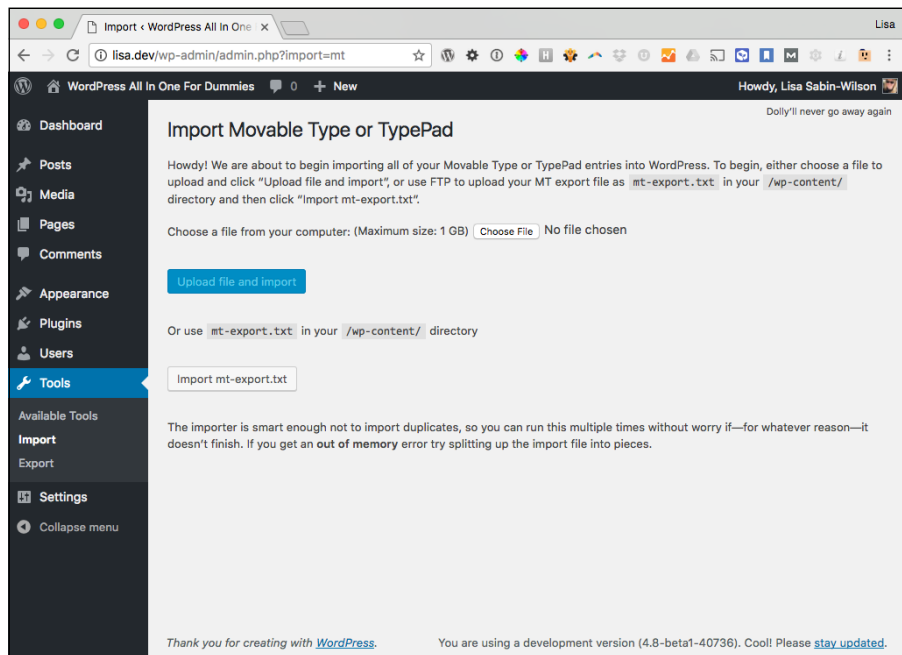 Import ‹ WordPress All In One
Lisa
lisa.dev/wp-admin/admin.php?import=mt
WordPress All In One For Dummies 0 + New Howdy, Lisa Sabin-Wilson
Dolly'll never go away again
Dashboard
Posts
Media
Pages
Comments
Appearance
Plugins
Users
Tools
Available Tools
Import
Export
Settings
Collapse menu
Import Movable Type or TypePad
Howdy! We are about to begin importing all of your Movable Type or TypePad entries into WordPress. To begin, either choose a file to
upload and click “Upload file and import”, or use FTP to upload your MT export file as mt-export.txt in your /wp-content/
directory and then click “Import mt-export.txt”.
Choose a file from your computer: (Maximum size: 1 GB) Choose File No file chosen
Upload file and import
Or use mt-export.txt in your /wp-content/ directory
Import mt-export.txt
The importer is smart enough not to import duplicates, so you can run this multiple times without worry if—for whatever reason—it
doesn’t finish. If you get an out of memory error try splitting up the import file into pieces.
Thank you for creating with WordPress. You are using a development version (4.8-beta1-40736). Cool! Please stay updated.